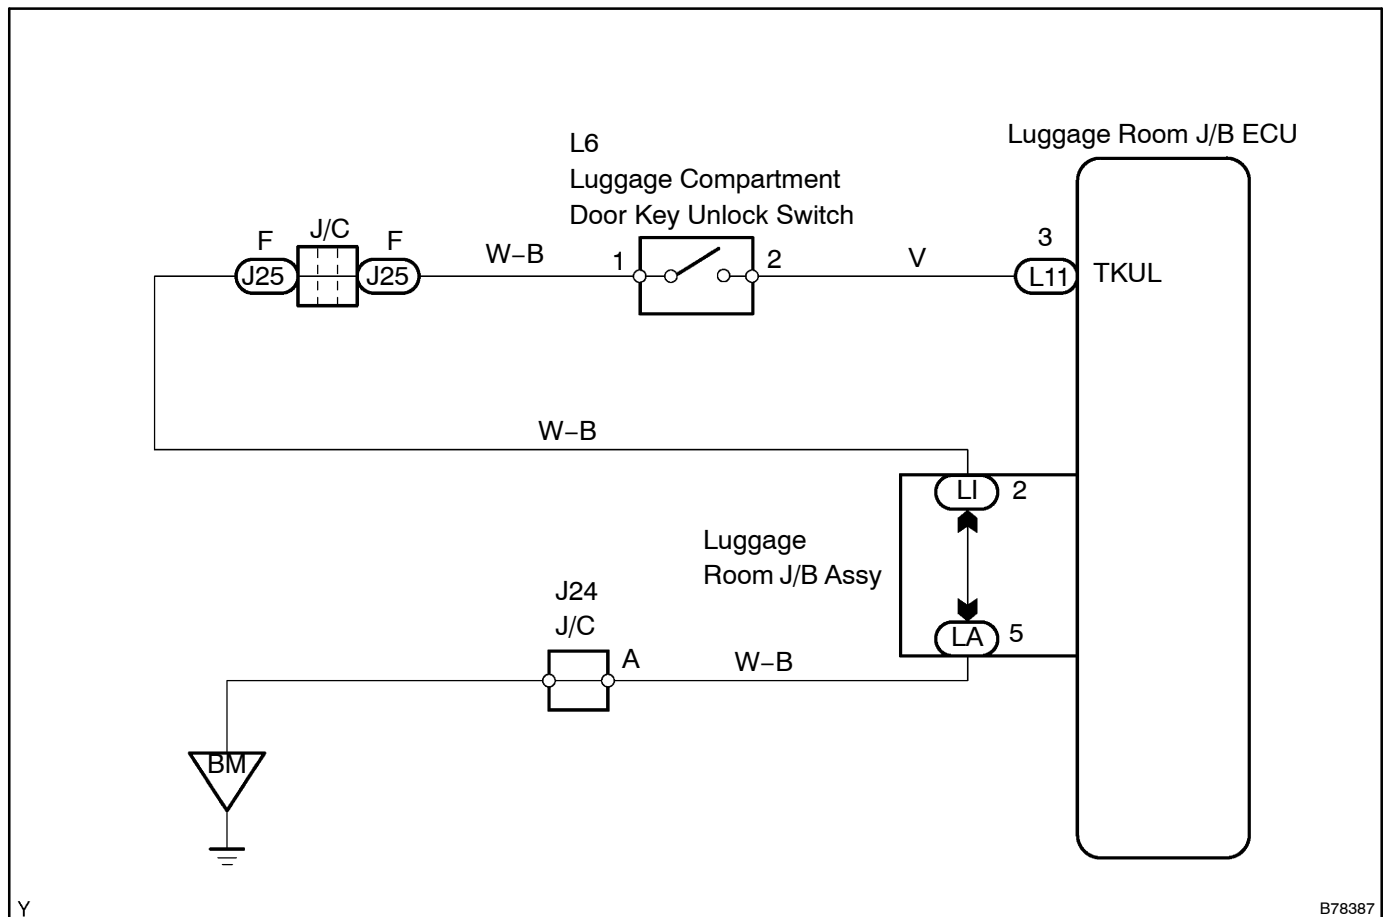 Luggage Room J/B ECU
L6
Luggage Compartment
Door Key Unlock Switch
F
J/C
F
J25
J25
W–B
1
2
V
3
L11
TKUL
W–B
LI
2
Luggage
Room J/B Assy
LA
5
J24
J/C
A
W–B
BM
Y
B78387